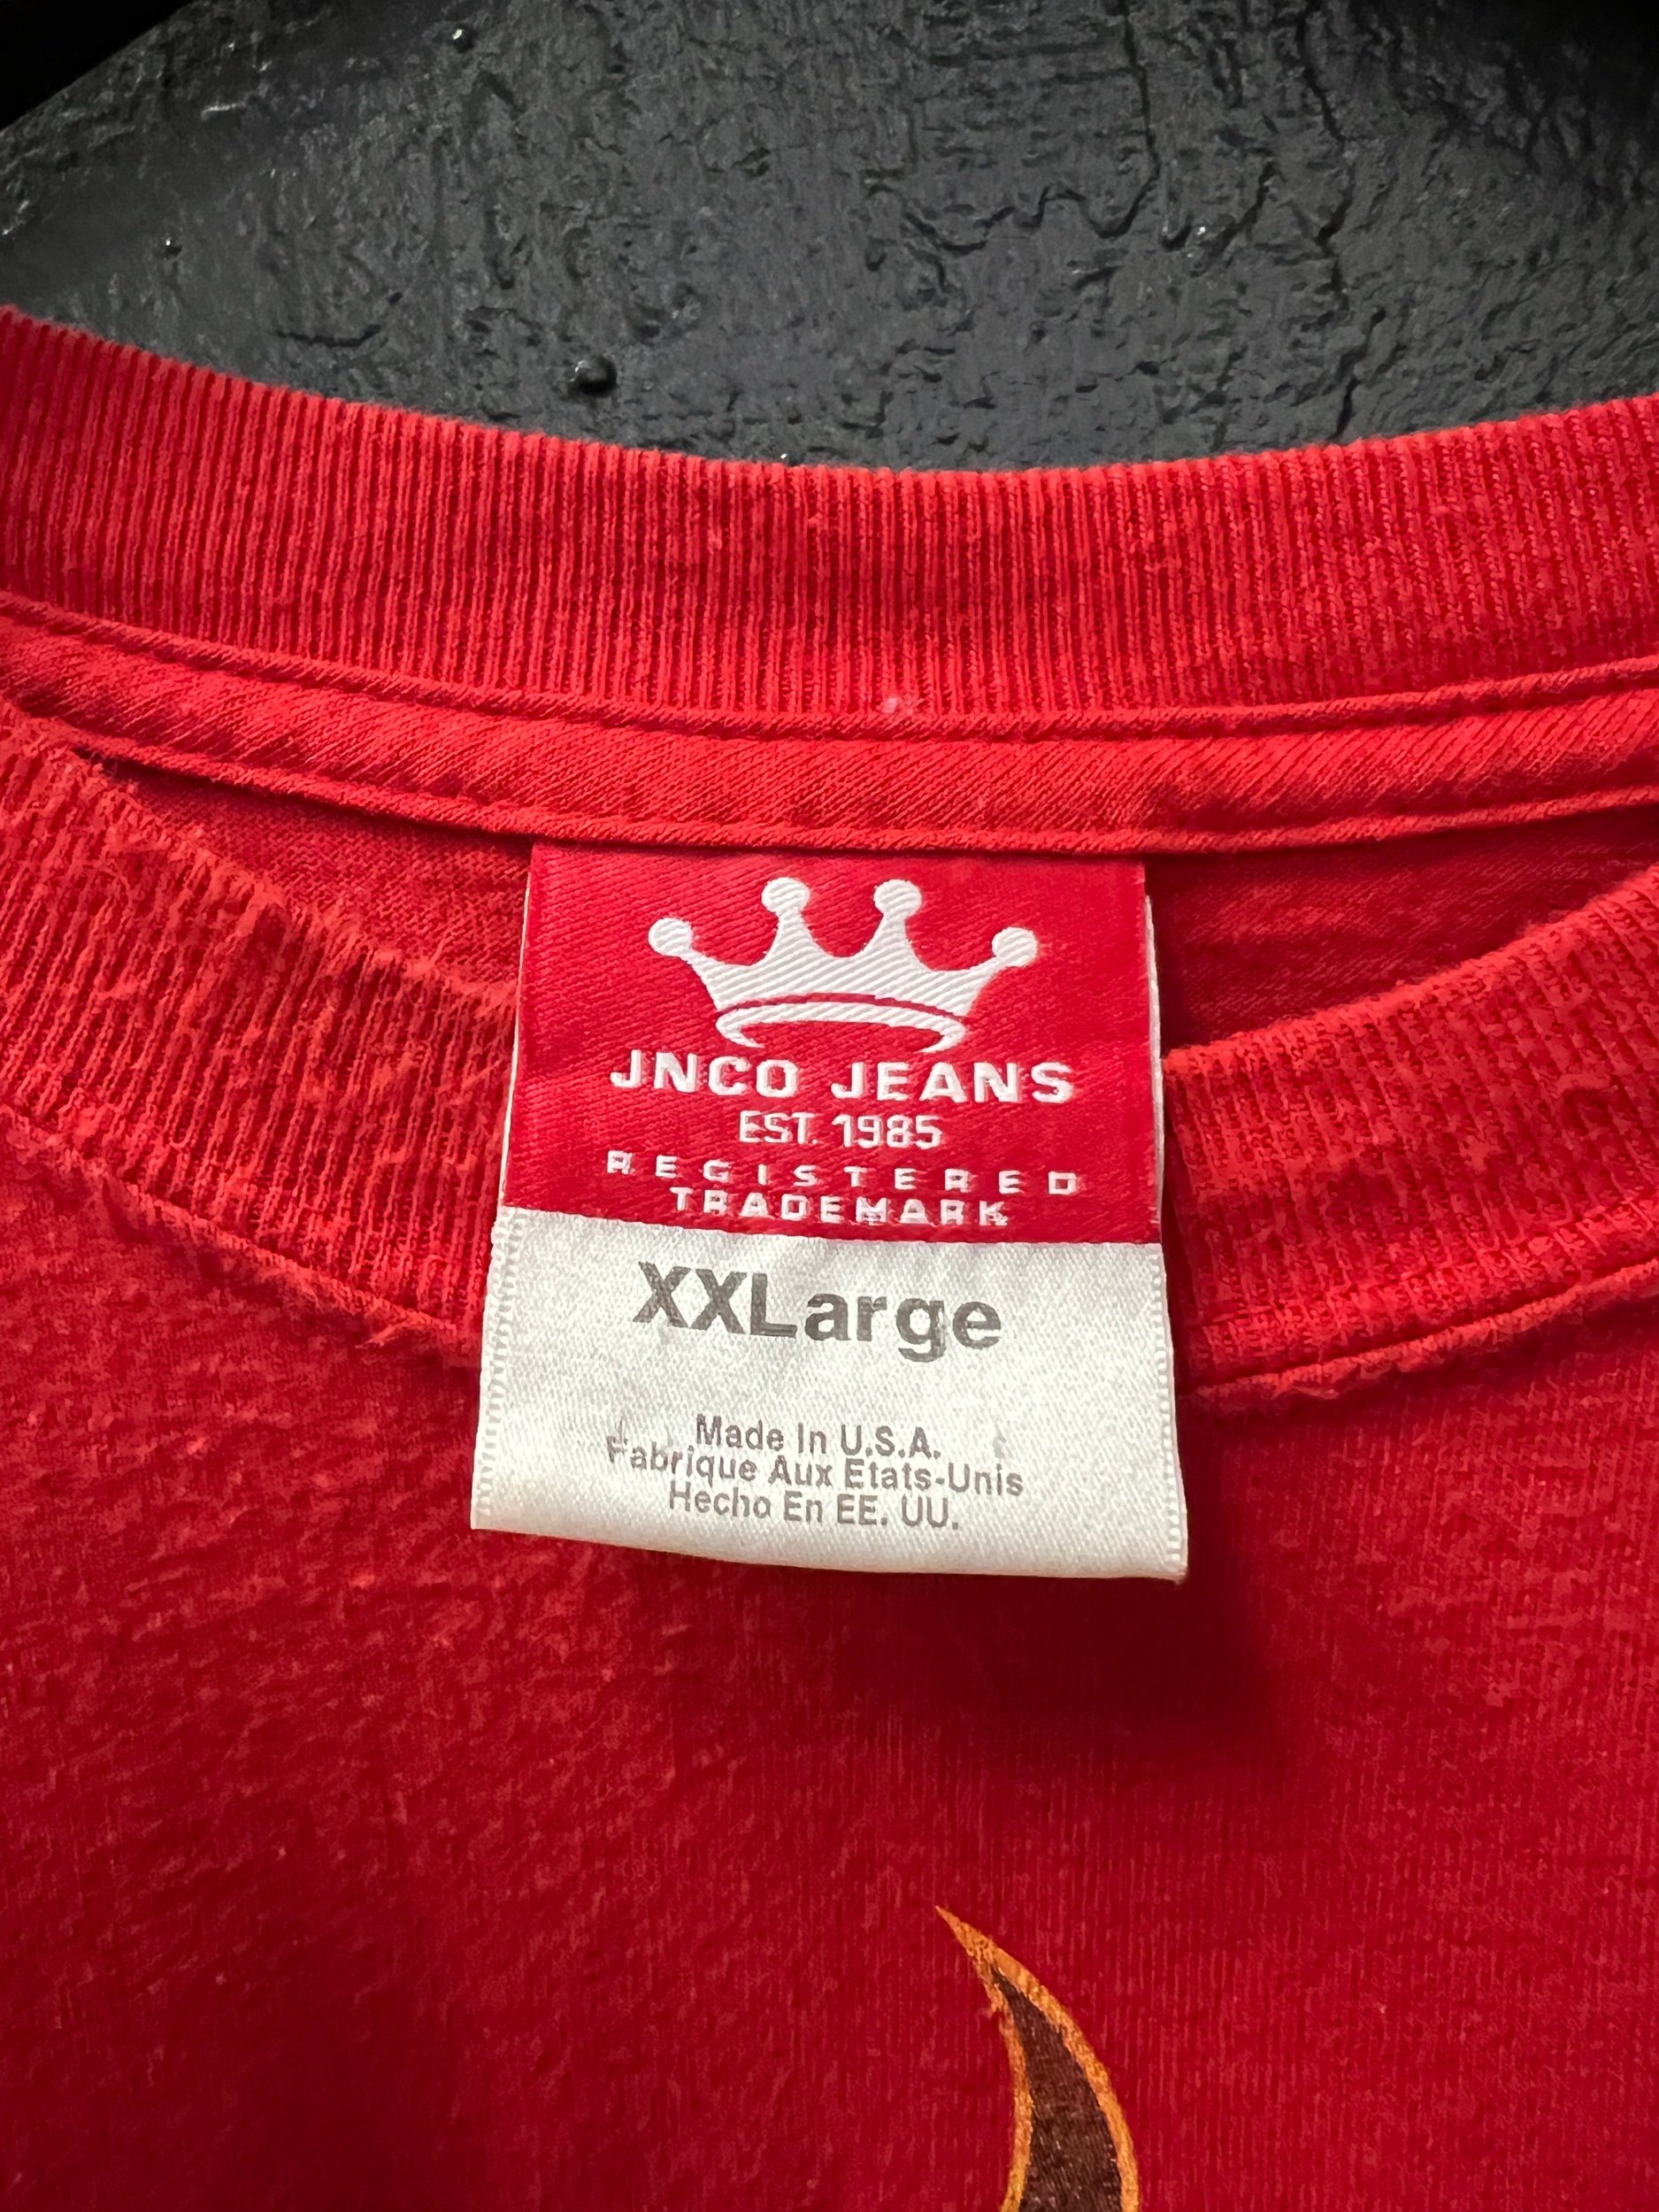 JNCO JEANS
EST. 1985
REGISTERED
TRADEMARK
XXLarge
Made In U.S.A.
Fabrique Aux Etats-Unis
Hecho En EE. UU.